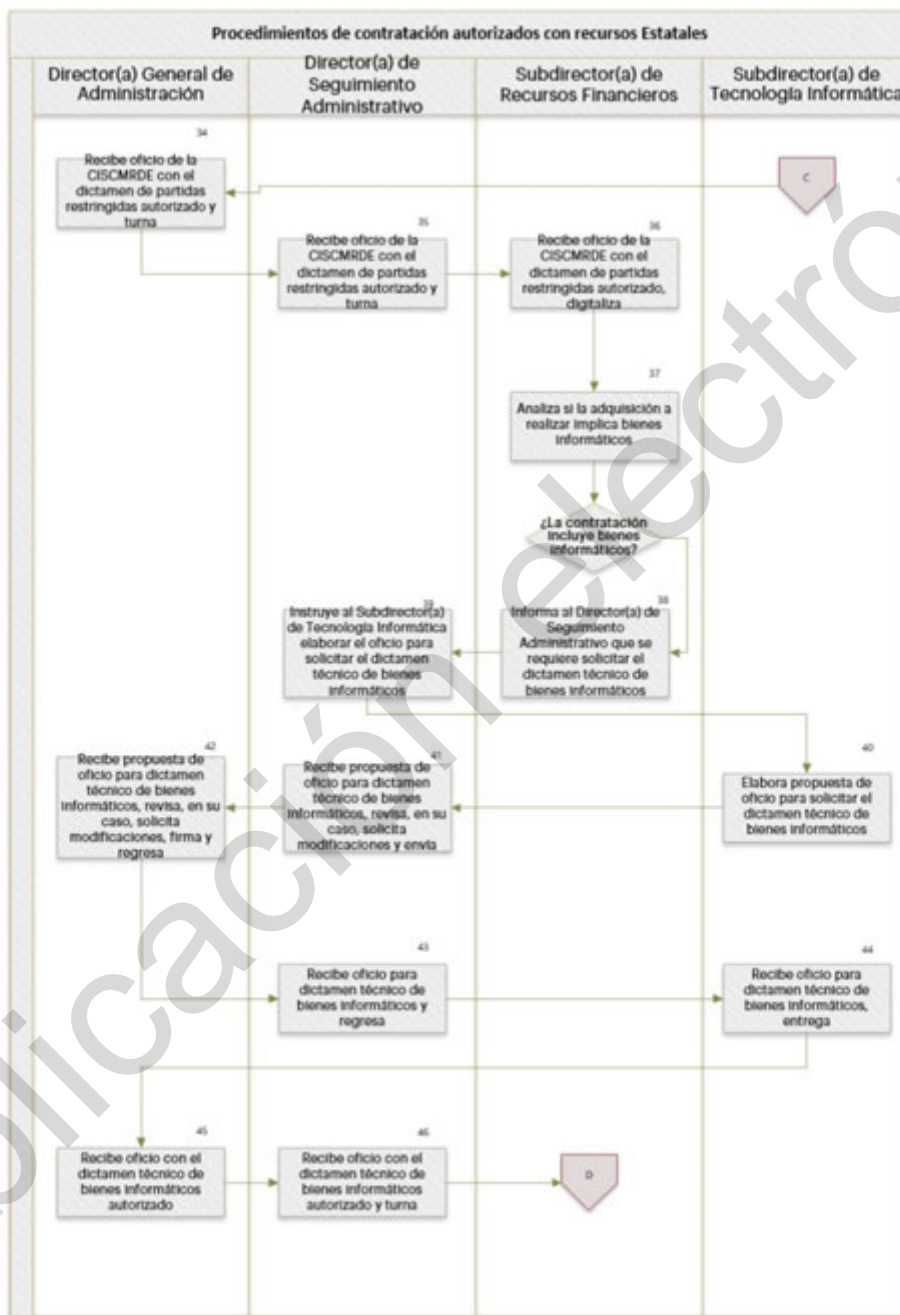 Procedimientos de contratación autorizados con recursos Estatales
Director(a) General de
Administración
Director(a) de
Seguimiento
Administrativo
Subdirector(a) de
Recursos Financieros
Subdirector(a) de
Tecnología Informática
34
Recibe oficio de la
CISCMRDE con el
dictamen de partidas
restringidas autorizado y
turna
C
35
Recibe oficio de la
CISCMRDE con el
dictamen de partidas
restringidas autorizado y
turna
36
Recibe oficio de la
CISCMRDE con el
dictamen de partidas
restringidas autorizado,
digitaliza
37
Analiza si la adquisición a
realizar implica bienes
informáticos
¿La contratación
incluye bienes
informáticos?
39
Instruye al Subdirector(a)
de Tecnología Informática
elaborar el oficio para
solicitar el dictamen
técnico de bienes
informáticos
38
Informa al Director(a) de
Seguimiento
Administrativo que se
requiere solicitar el
dictamen técnico de
bienes informáticos
42
Recibe propuesta de
oficio para dictamen
técnico de bienes
informáticos, revisa, en su
caso, solicita
modificaciones, firma y
regresa
41
Recibe propuesta de
oficio para dictamen
técnico de bienes
informáticos, revisa, en su
caso, solicita
modificaciones y envía
40
Elabora propuesta de
oficio para solicitar el
dictamen técnico de
bienes informáticos
43
Recibe oficio para
dictamen técnico de
bienes informáticos y
regresa
44
Recibe oficio para
dictamen técnico de
bienes informáticos,
entrega
45
Recibe oficio con el
dictamen técnico de
bienes informáticos
autorizado
46
Recibe oficio con el
dictamen técnico de
bienes informáticos
autorizado y turna
D